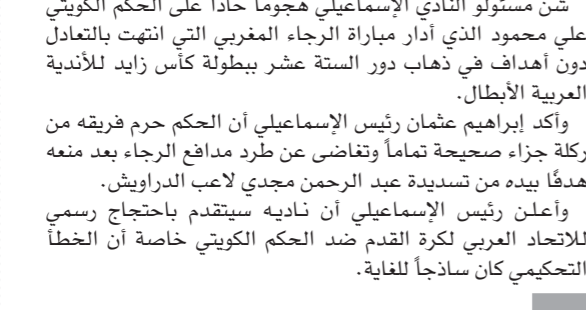 شن مسئولو النادي الإسماعيلي هجوماً حاداً على الحكم الكويتي
علي محمود الذي أدار مباراة الرجاء المغربي التي انتهت بالتعادل
دون أهداف في ذهاب دور الستة عشر ببطولة كأس زايد للأندية
العربية الأبطال.
وأكد إبراهيم عثمان رئيس الإسماعيلي أن الحكم حرم فريقه من
ركلة جزاء صحيحة تماماً وتغاضى عن طرد مدافع الرجاء بعد منعه
هدفًا بيده من تسديدة عبد الرحمن مجدي لاعب الدراويش.
وأعلن رئيس الإسماعيلي أن ناديه سيتقدم باحتجاج رسمي
للاتحاد العربي لكرة القدم ضد الحكم الكويتي خاصة أن الخطأ
التحكيمي كان ساذجاً للغاية.